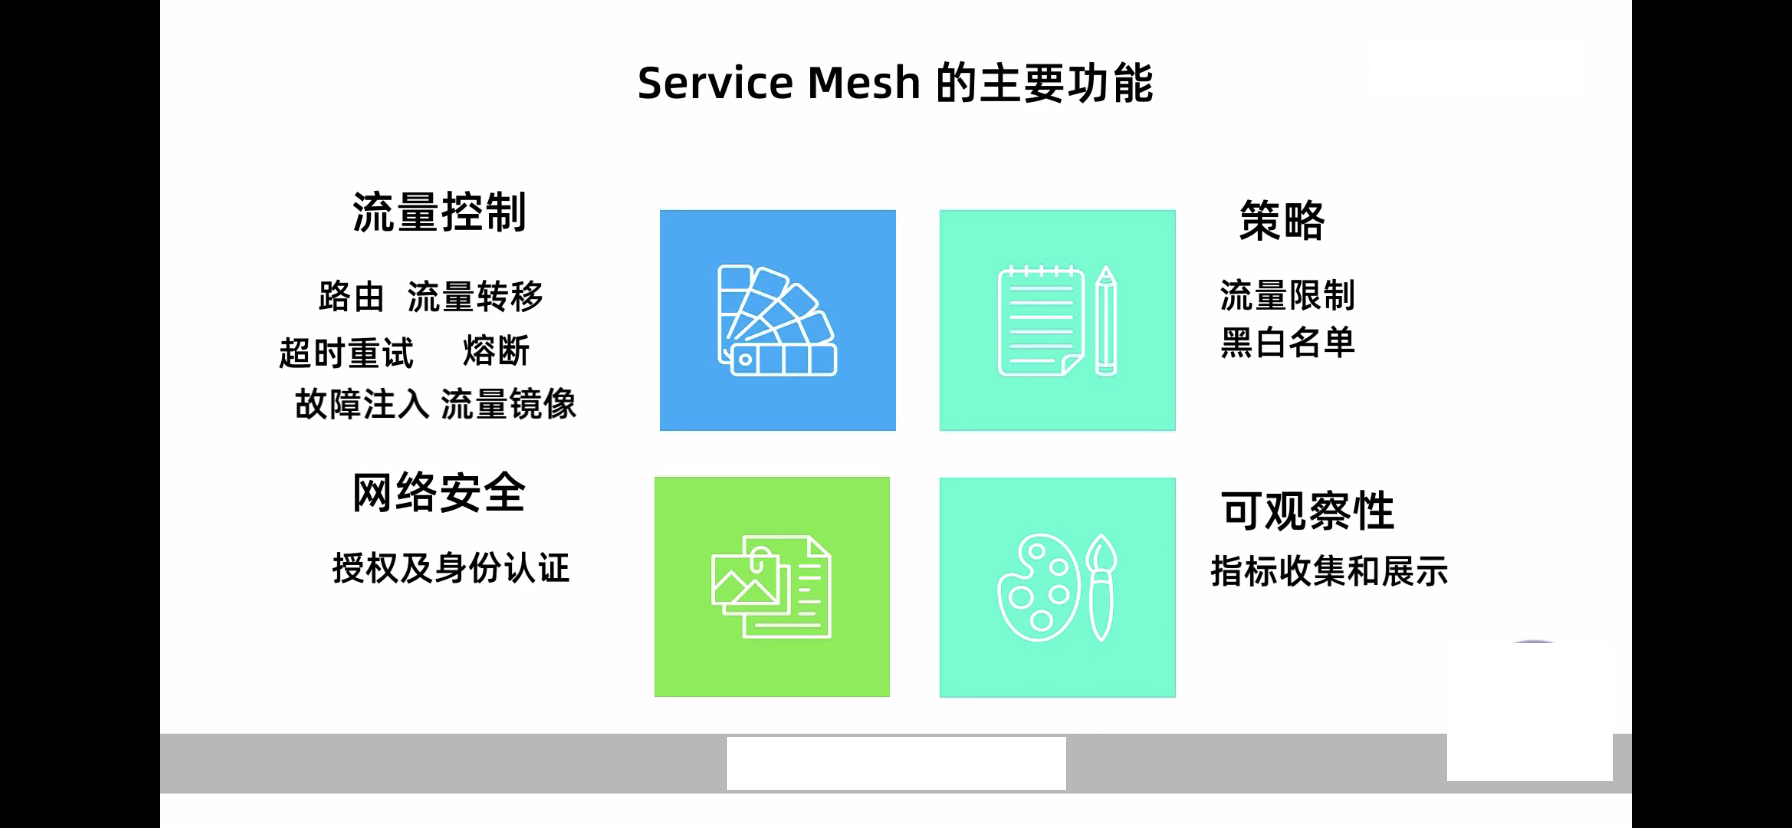 Service Mesh 的主要功能
流量控制
路由 流量转移
超时重试 熔断
故障注入 流量镜像
策略
流量限制
黑白名单
网络安全
授权及身份认证
可观察性
指标收集和展示